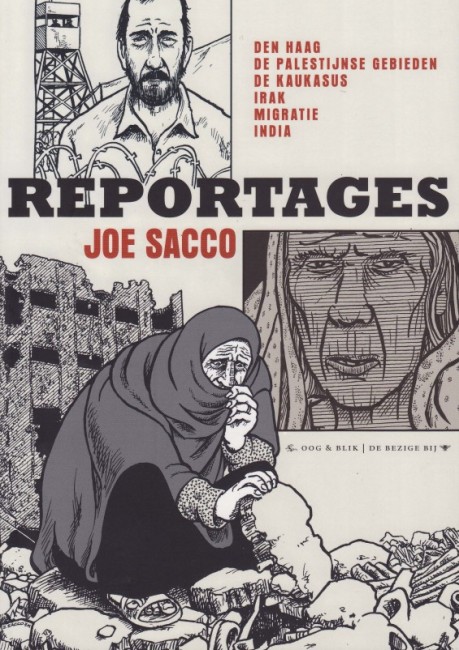 DEN HAAG
DE PALESTIJNSE GEBIEDEN
DE KAUKASUS
IRAK
MIGRATIE
INDIA
REPORTAGES
JOE SACCO
OOG & BLIK | DE BEZIGE BIJ